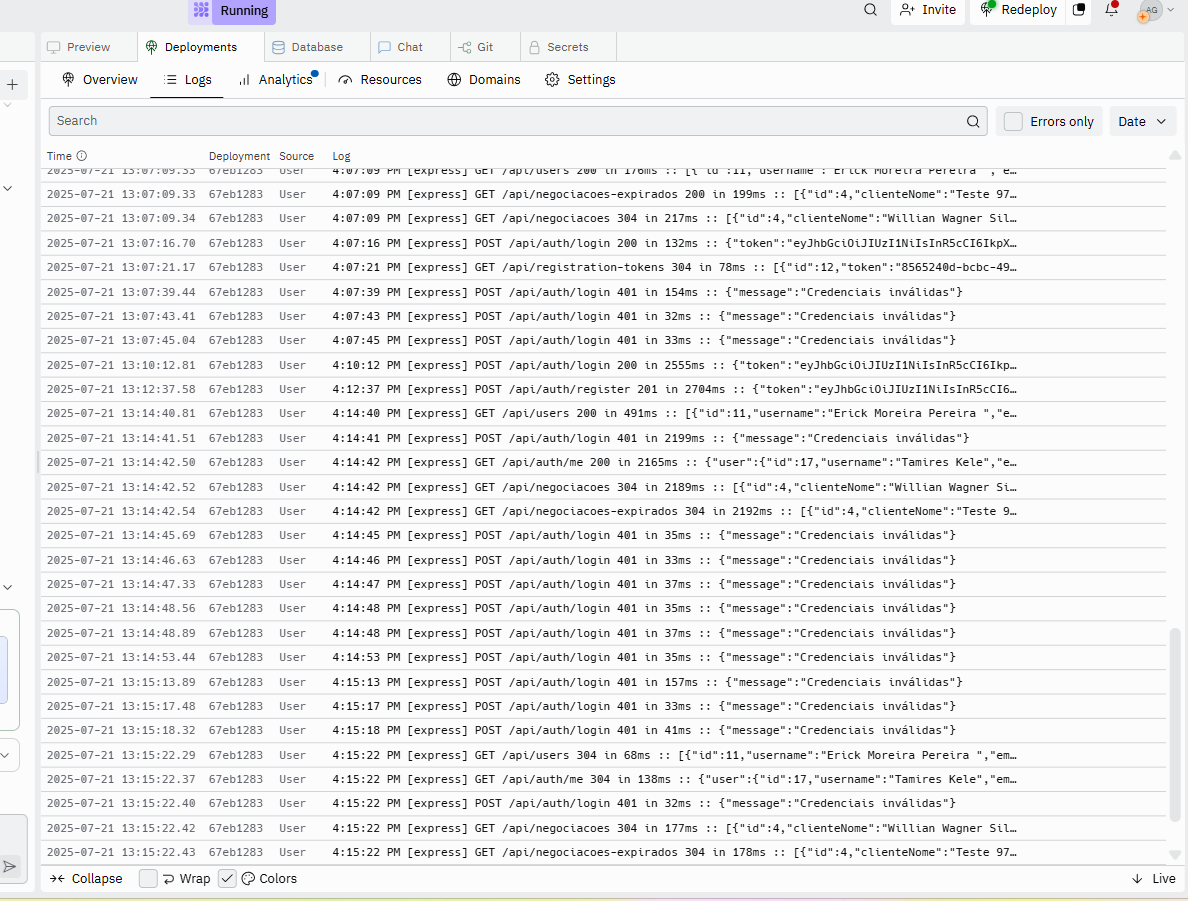 Running
Invite
Redeploy
AG
Preview
Deployments
Database
Chat
Git
Secrets
Overview
Logs
Analytics
Resources
Domains
Settings
Search
Errors only
Date
Time Deployment Source Log
2025-07-21 13:07:09.33 67eb1283 User 4:07:09 PM [express] GET /api/users 200 in 176ms :: [{"id":11,"username":"Erick Moreira Pereira ","e…
2025-07-21 13:07:09.33 67eb1283 User 4:07:09 PM [express] GET /api/negociacoes-expirados 200 in 199ms :: [{"id":4,"clienteNome":"Teste 97…
2025-07-21 13:07:09.34 67eb1283 User 4:07:09 PM [express] GET /api/negociacoes 304 in 217ms :: [{"id":4,"clienteNome":"Willian Wagner Sil…
2025-07-21 13:07:16.70 67eb1283 User 4:07:16 PM [express] POST /api/auth/login 200 in 132ms :: {"token":"eyJhbGciOiJIUzI1NiIsInR5cCI6IkpX…
2025-07-21 13:07:21.17 67eb1283 User 4:07:21 PM [express] GET /api/registration-tokens 304 in 78ms :: [{"id":12,"token":"8565240d-bcbc-49…
2025-07-21 13:07:39.44 67eb1283 User 4:07:39 PM [express] POST /api/auth/login 401 in 154ms :: {"message":"Credenciais inválidas"}
2025-07-21 13:07:43.41 67eb1283 User 4:07:43 PM [express] POST /api/auth/login 401 in 32ms :: {"message":"Credenciais inválidas"}
2025-07-21 13:07:45.04 67eb1283 User 4:07:45 PM [express] POST /api/auth/login 401 in 33ms :: {"message":"Credenciais inválidas"}
2025-07-21 13:10:12.81 67eb1283 User 4:10:12 PM [express] POST /api/auth/login 200 in 2555ms :: {"token":"eyJhbGciOiJIUzI1NiIsInR5cCI6Ikp…
2025-07-21 13:12:37.58 67eb1283 User 4:12:37 PM [express] POST /api/auth/register 201 in 2704ms :: {"token":"eyJhbGciOiJIUzI1NiIsInR5cCI6…
2025-07-21 13:14:40.81 67eb1283 User 4:14:40 PM [express] GET /api/users 200 in 491ms :: [{"id":11,"username":"Erick Moreira Pereira ","e…
2025-07-21 13:14:41.51 67eb1283 User 4:14:41 PM [express] POST /api/auth/login 401 in 2199ms :: {"message":"Credenciais inválidas"}
2025-07-21 13:14:42.50 67eb1283 User 4:14:42 PM [express] GET /api/auth/me 200 in 2165ms :: {"user":{"id":17,"username":"Tamires Kele","e…
2025-07-21 13:14:42.52 67eb1283 User 4:14:42 PM [express] GET /api/negociacoes 304 in 2189ms :: [{"id":4,"clienteNome":"Willian Wagner Si…
2025-07-21 13:14:42.54 67eb1283 User 4:14:42 PM [express] GET /api/negociacoes-expirados 304 in 2192ms :: [{"id":4,"clienteNome":"Teste 9…
2025-07-21 13:14:45.69 67eb1283 User 4:14:45 PM [express] POST /api/auth/login 401 in 35ms :: {"message":"Credenciais inválidas"}
2025-07-21 13:14:46.63 67eb1283 User 4:14:46 PM [express] POST /api/auth/login 401 in 33ms :: {"message":"Credenciais inválidas"}
2025-07-21 13:14:47.33 67eb1283 User 4:14:47 PM [express] POST /api/auth/login 401 in 37ms :: {"message":"Credenciais inválidas"}
2025-07-21 13:14:48.56 67eb1283 User 4:14:48 PM [express] POST /api/auth/login 401 in 35ms :: {"message":"Credenciais inválidas"}
2025-07-21 13:14:48.89 67eb1283 User 4:14:48 PM [express] POST /api/auth/login 401 in 37ms :: {"message":"Credenciais inválidas"}
2025-07-21 13:14:53.44 67eb1283 User 4:14:53 PM [express] POST /api/auth/login 401 in 35ms :: {"message":"Credenciais inválidas"}
2025-07-21 13:15:13.89 67eb1283 User 4:15:13 PM [express] POST /api/auth/login 401 in 157ms :: {"message":"Credenciais inválidas"}
2025-07-21 13:15:17.48 67eb1283 User 4:15:17 PM [express] POST /api/auth/login 401 in 33ms :: {"message":"Credenciais inválidas"}
2025-07-21 13:15:18.32 67eb1283 User 4:15:18 PM [express] POST /api/auth/login 401 in 41ms :: {"message":"Credenciais inválidas"}
2025-07-21 13:15:22.29 67eb1283 User 4:15:22 PM [express] GET /api/users 304 in 68ms :: [{"id":11,"username":"Erick Moreira Pereira ","em…
2025-07-21 13:15:22.37 67eb1283 User 4:15:22 PM [express] GET /api/auth/me 304 in 138ms :: {"user":{"id":17,"username":"Tamires Kele","em…
2025-07-21 13:15:22.40 67eb1283 User 4:15:22 PM [express] POST /api/auth/login 401 in 32ms :: {"message":"Credenciais inválidas"}
2025-07-21 13:15:22.42 67eb1283 User 4:15:22 PM [express] GET /api/negociacoes 304 in 177ms :: [{"id":4,"clienteNome":"Willian Wagner Sil…
2025-07-21 13:15:22.43 67eb1283 User 4:15:22 PM [express] GET /api/negociacoes-expirados 304 in 178ms :: [{"id":4,"clienteNome":"Teste 97…
Collapse
Wrap
Colors
Live